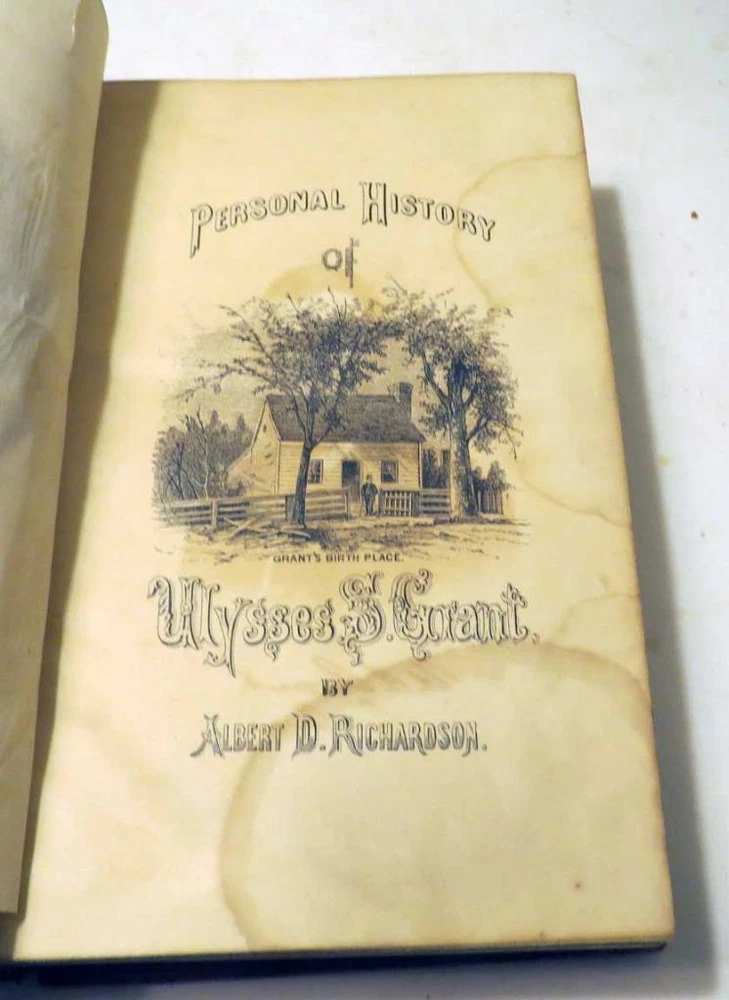 PERSONAL HISTORY
OF
GRANT'S BIRTH PLACE.
Ulysses S. Grant.
BY
ALBERT D. RICHARDSON.